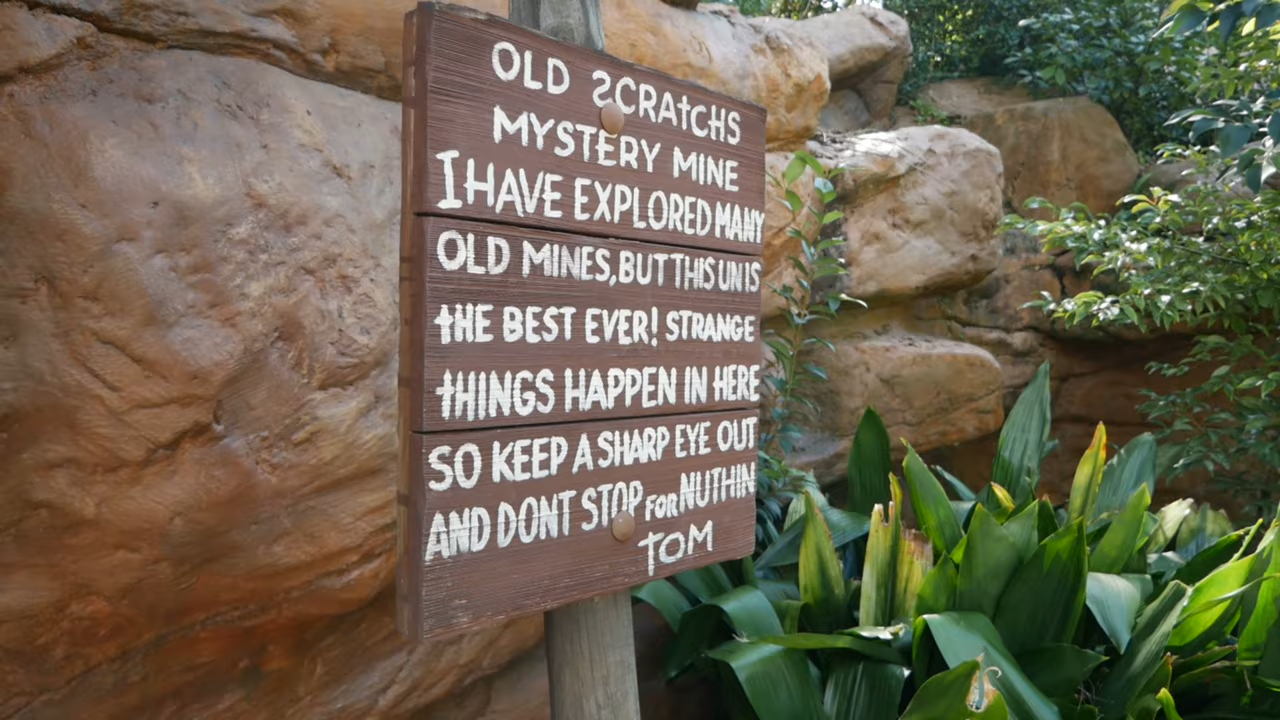 OLD SCRAtCHS
MYSTERY MINE
I HAVE EXPLORED MANY
OLD MINES, BUT THIS UN IS
tHE BEST EVER! STRANGE
tHINGS HAPPEN IN HERE
SO KEEP A SHARP EYE OUT
AND DONT STOP for NUTHIN
TOM